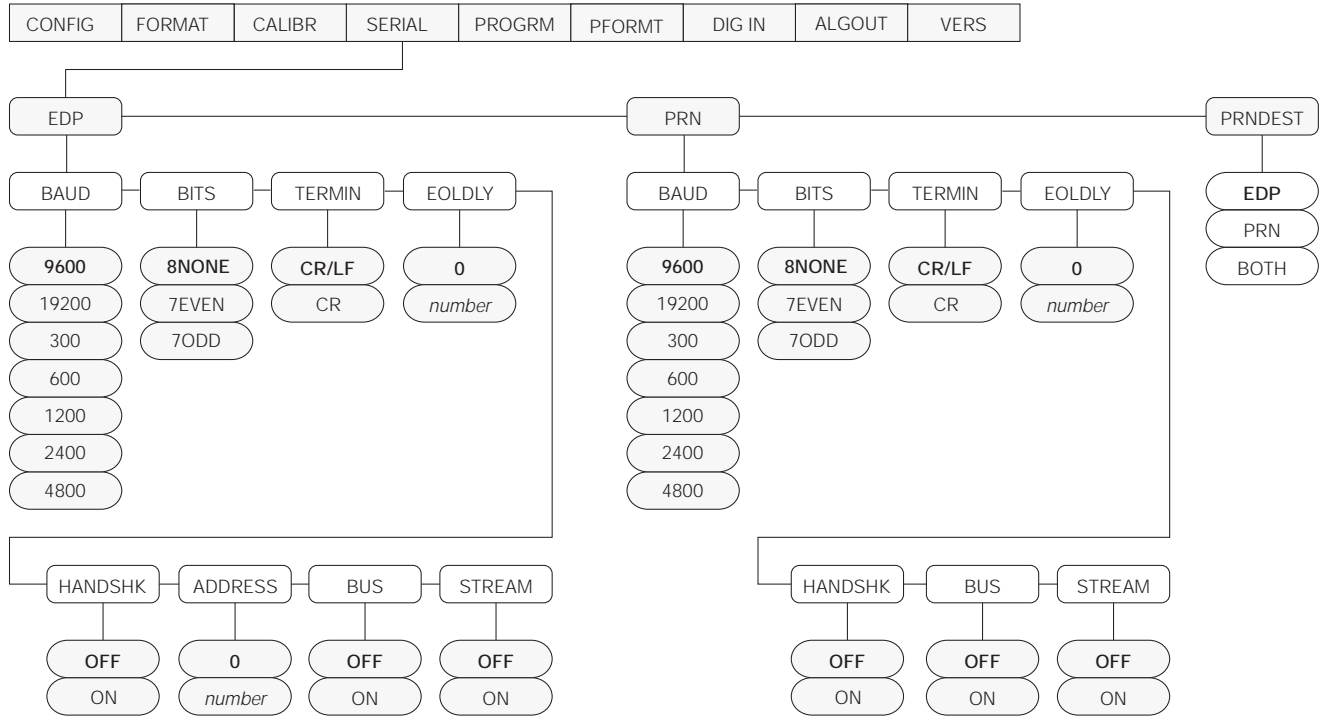 CONFIG FORMAT CALIBR SERIAL PROGRM PFORMT DIG IN ALGOUT VERS
EDP PRN PRNDEST
BAUD BITS TERMIN EOLDLY BAUD BITS TERMIN EOLDLY EDP
PRN
9600 8NONE CR/LF 0 9600 8NONE CR/LF 0 BOTH
19200 7EVEN CR number 19200 7EVEN CR number
300 7ODD 300 7ODD
600 600
1200 1200
2400 2400
4800 4800
HANDSHK ADDRESS BUS STREAM HANDSHK BUS STREAM
OFF 0 OFF OFF OFF OFF OFF
ON number ON ON ON ON ON